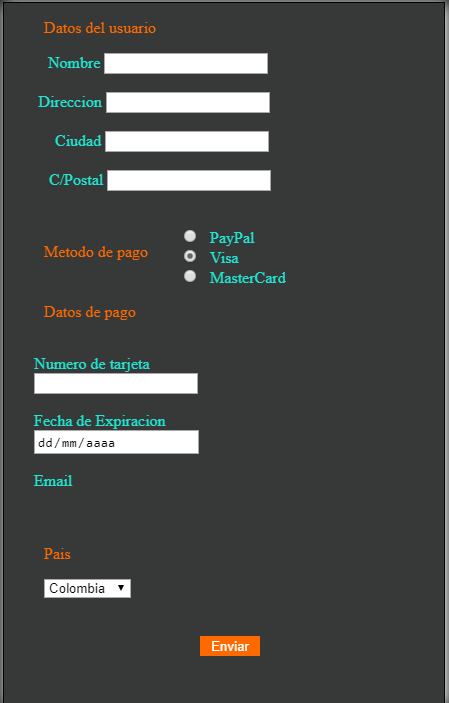 Datos del usuario
Nombre
Direccion
Ciudad
C/Postal
PayPal
Metodo de pago
Visa
MasterCard
Datos de pago
Numero de tarjeta
Fecha de Expiracion
dd/mm/aaaa
Email
Pais
Colombia
Enviar